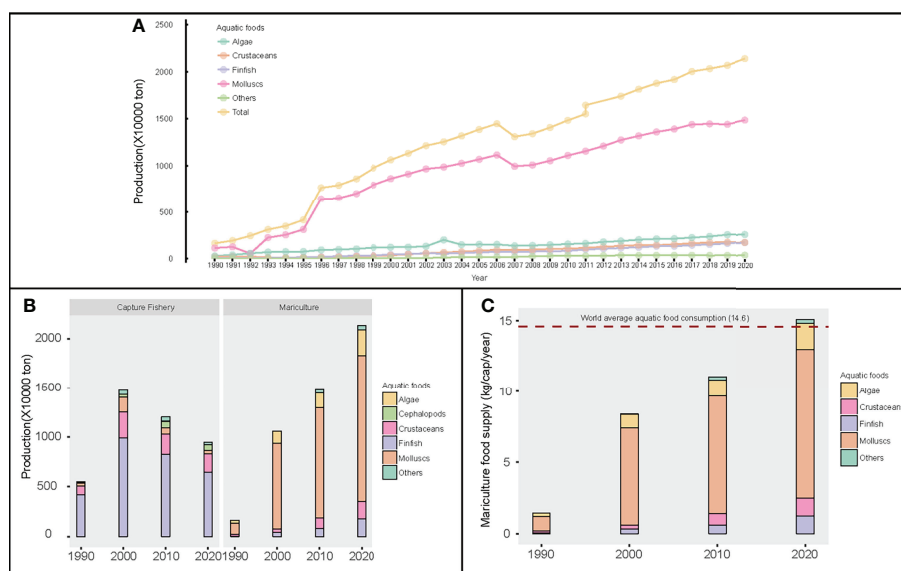 A
2500
2000
1500
1000
500
0
Production(X10000 ton)
Aquatic foods
Algae
Crustaceans
Finfish
Molluscs
Others
Total
1990 1991 1992 1993 1994 1995 1996 1997 1998 1999 2000 2001 2002 2003 2004 2005 2006 2007 2008 2009 2010 2011 2012 2013 2014 2015 2016 2017 2018 2019 2020
Year
B
Capture Fishery
Mariculture
2000
1500
1000
500
0
Production(X10000 ton)
1990 2000 2010 2020
1990 2000 2010 2020
Aquatic foods
Algae
Cephalopods
Crustaceans
Finfish
Molluscs
Others
C
World average aquatic food consumption (14.6)
15
10
5
0
Mariculture food supply (kg/cap/year)
1990 2000 2010 2020
Aquatic foods
Algae
Crustaceans
Finfish
Molluscs
Others